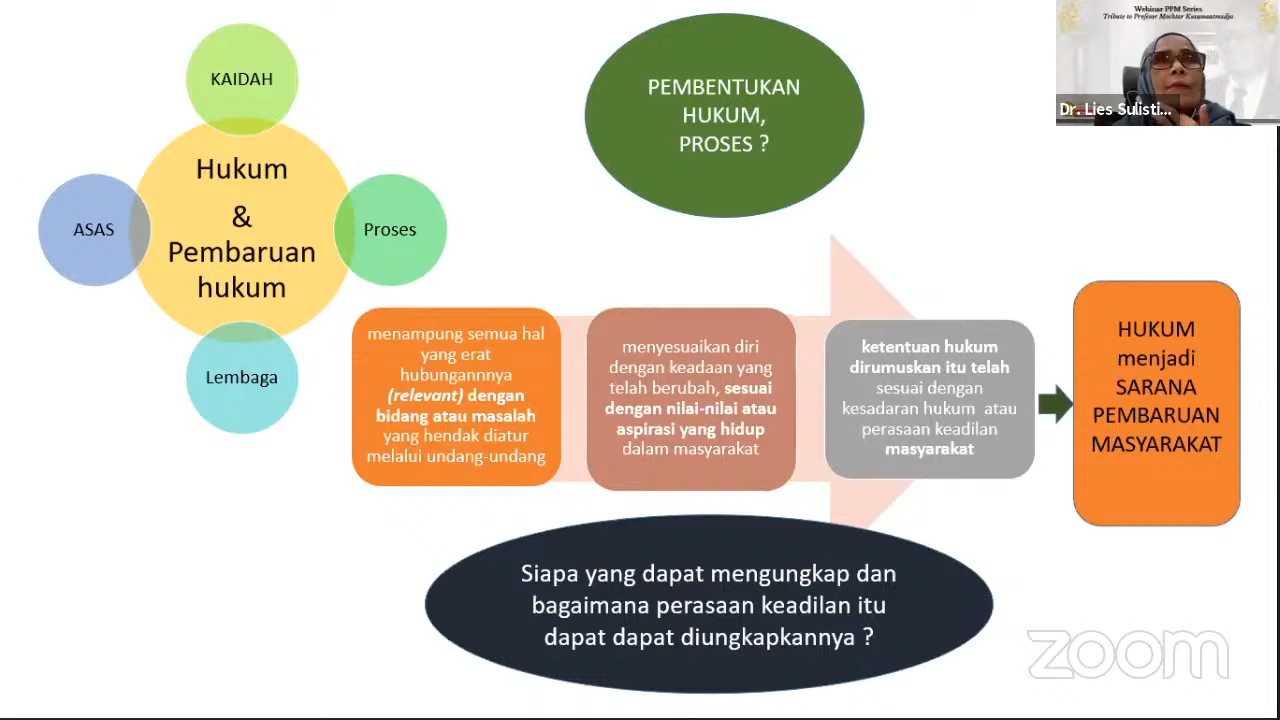 KAIDAH
Hukum
&
Pembaruan
hukum
ASAS
Proses
Lembaga
PEMBENTUKAN
HUKUM,
PROSES ?
Webinar PPM Series
Tribute to Profesor Mochtar Kusumaatmadja
Dr. Lies Sulisti...
menampung semua hal
yang erat
hubungannnya
(relevant) dengan
bidang atau masalah
yang hendak diatur
melalui undang-undang
menyesuaikan diri
dengan keadaan yang
telah berubah, sesuai
dengan nilai-nilai atau
aspirasi yang hidup
dalam masyarakat
ketentuan hukum
dirumuskan itu telah
sesuai dengan
kesadaran hukum atau
perasaan keadilan
masyarakat
HUKUM
menjadi
SARANA
PEMBARUAN
MASYARAKAT
Siapa yang dapat mengungkap dan
bagaimana perasaan keadilan itu
dapat dapat diungkapkannya ?
zoom